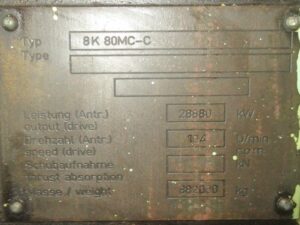 Typ 8K 80MC-C
Type
Leistung (Antr.) 28880 kW
output (drive)
Drehzahl (Antr.) 104 U/min
speed (drive) r.p.m.
Schubaufnahme kN
thrust absorption
Masse / weight kg